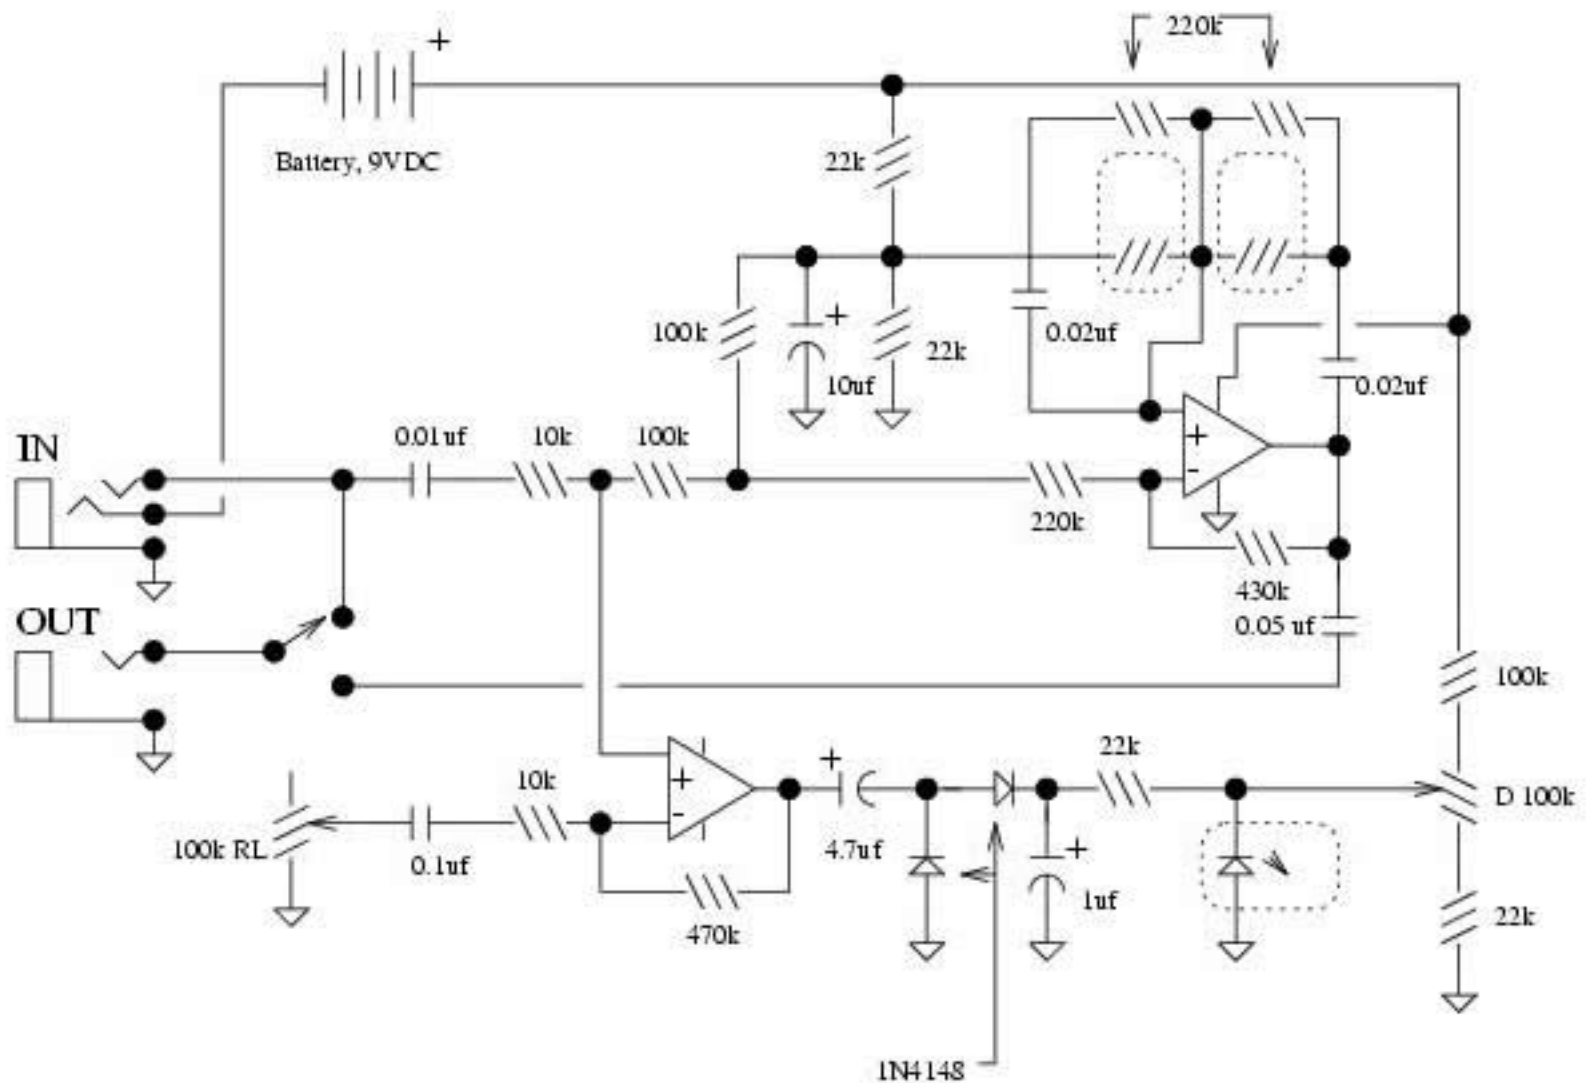 220k
+
Battery, 9VDC
22k
100k
+
10uf
22k
0.02uf
0.02uf
IN
0.01uf
10k
100k
+
-
220k
430k
0.05 uf
OUT
100k
22k
+
10k
+
-
100k RL
0.1uf
4.7uf
D 100k
+
1uf
470k
22k
1N4148